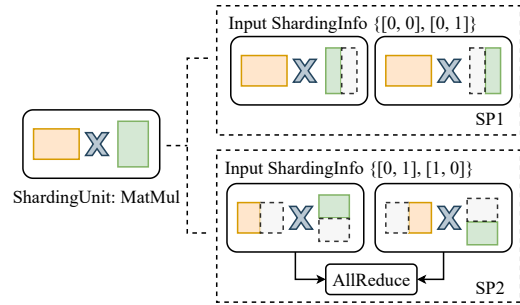 Input ShardingInfo {[0, 0], [0, 1]}
SP1
ShardingUnit: MatMul
Input ShardingInfo {[0, 1], [1, 0]}
AllReduce
SP2